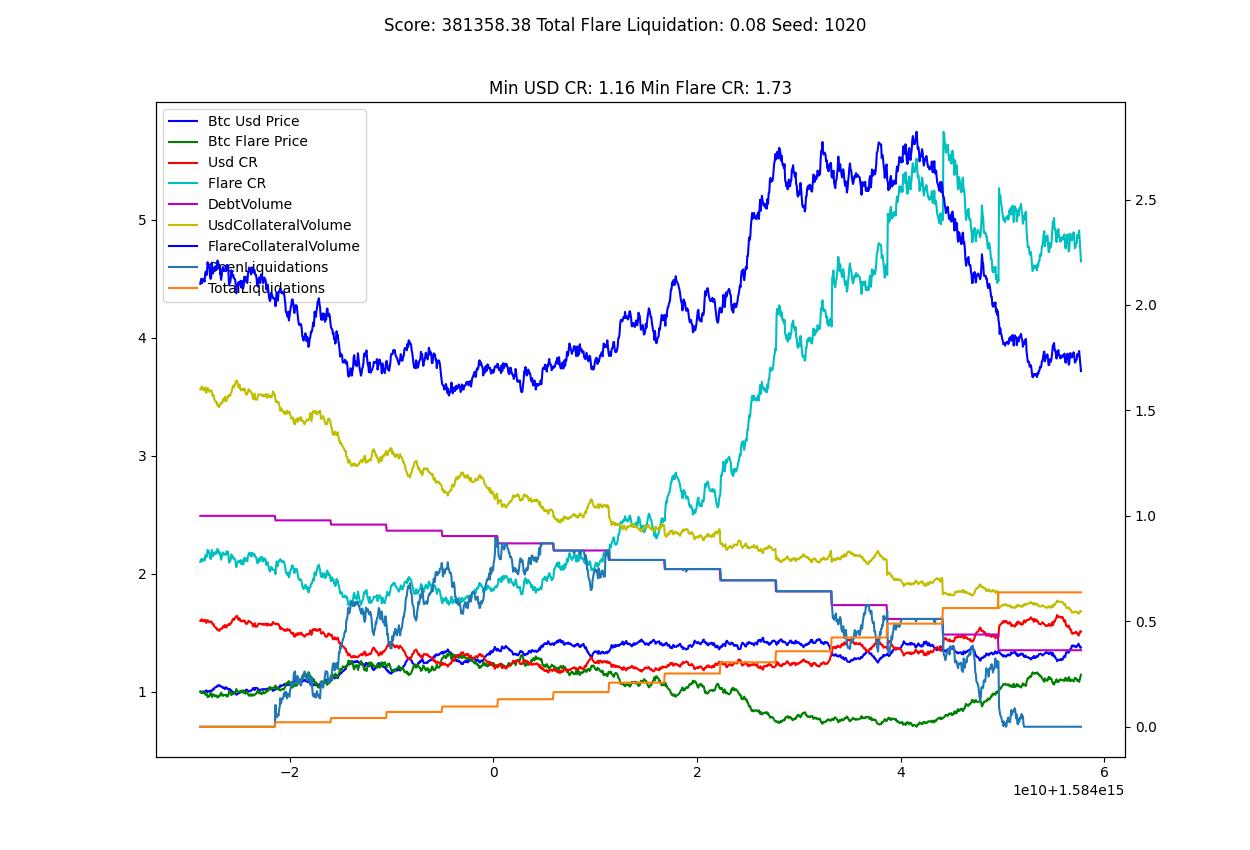 Score: 381358.38 Total Flare Liquidation: 0.08 Seed: 1020
Min USD CR: 1.16 Min Flare CR: 1.73
Btc Usd Price
Btc Flare Price
Usd CR
Flare CR
DebtVolume
UsdCollateralVolume
FlareCollateralVolume
OpenLiquidations
TotalLiquidations
5
4
3
2
1
2.5
2.0
1.5
1.0
0.5
0.0
−2
0
2
4
6
1e10+1.584e15